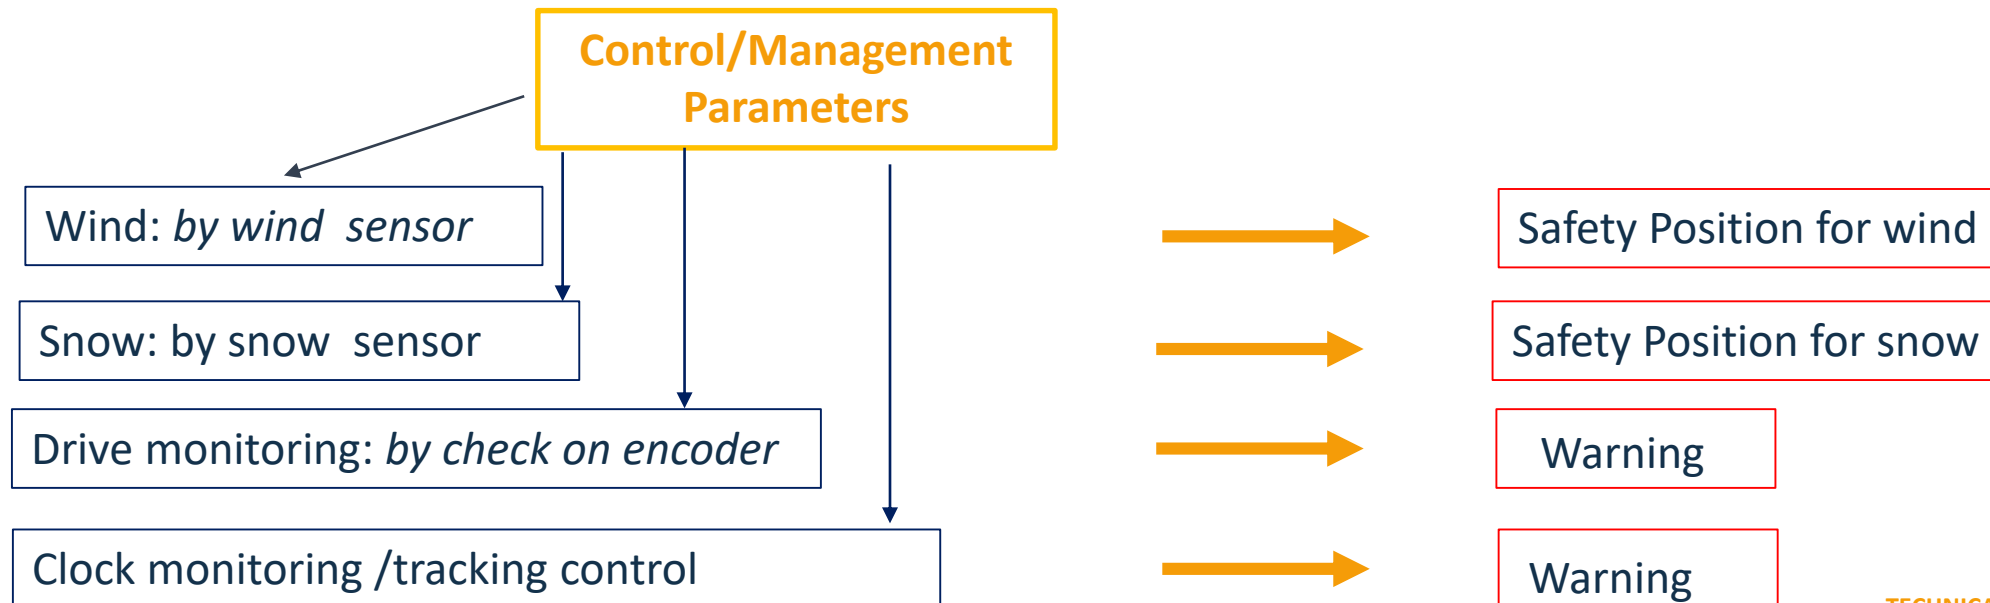 Control/Management
Parameters
Wind: by wind  sensor
Safety Position for wind
Snow: by snow  sensor
Safety Position for snow
Drive monitoring: by check on encoder
Warning
Clock monitoring /tracking control
Warning